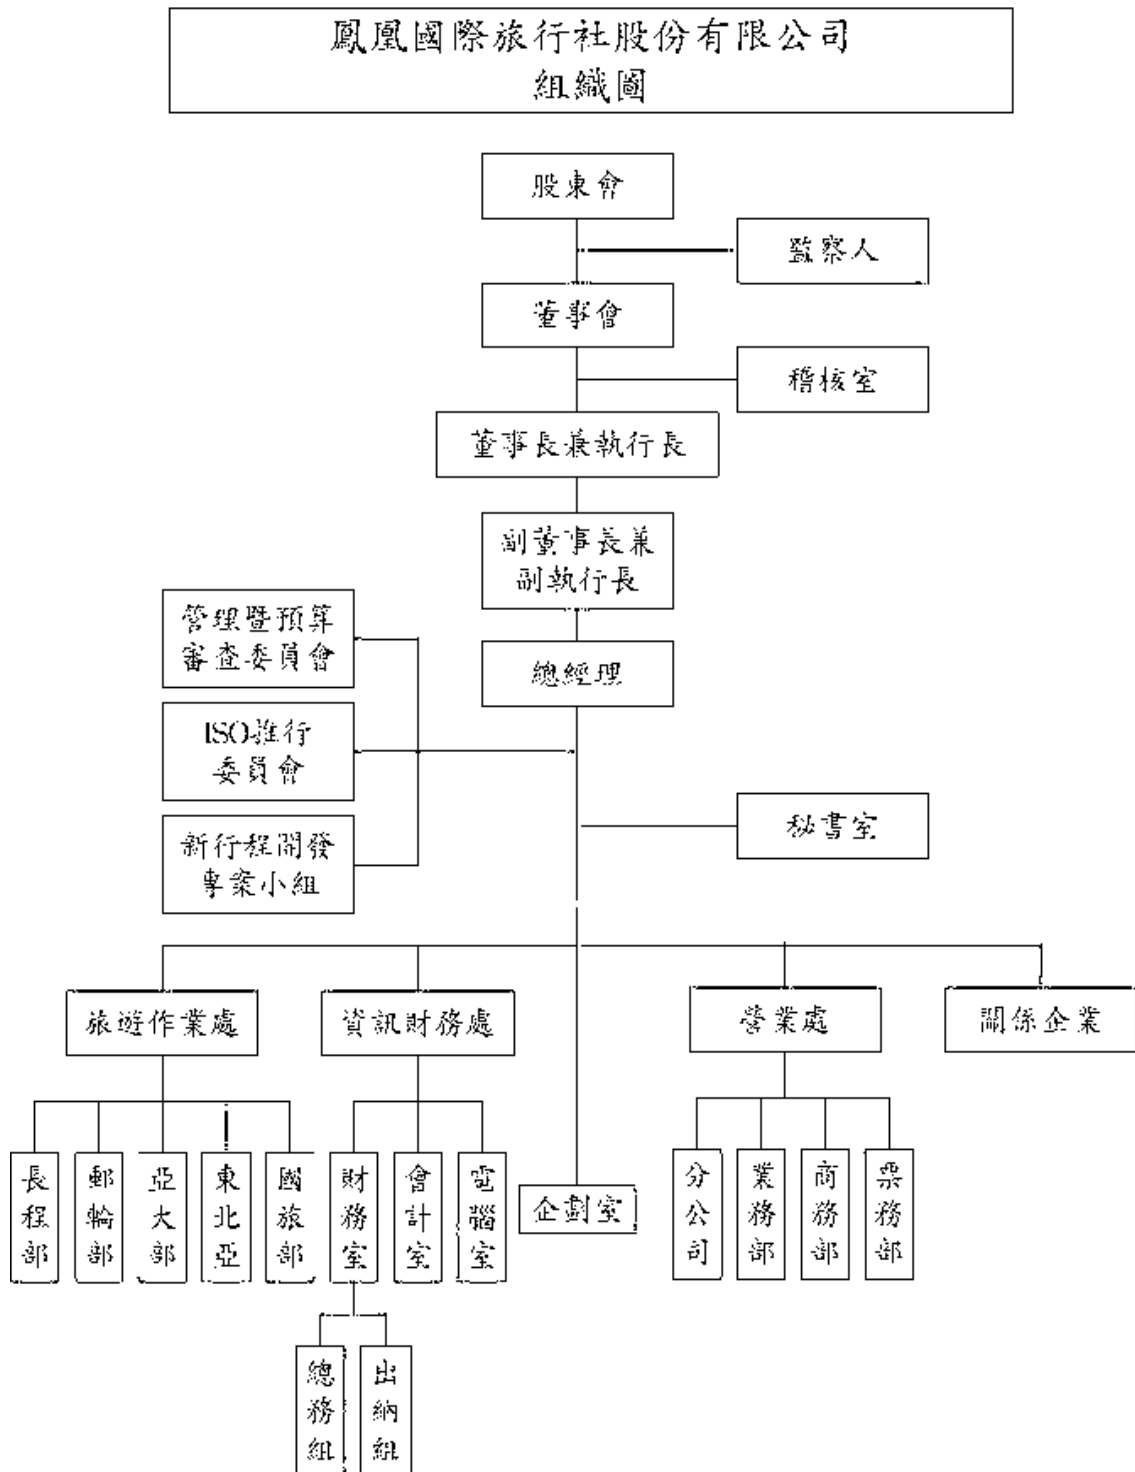 鳳凰國際旅行社股份有限公司
組織圖
股東會
監察人
董事會
稽核室
董事長兼執行長
副董事長兼
副執行長
管理暨預算
審查委員會
總經理
ISO推行
委員會
秘書室
新行程開發
專案小組
旅遊作業處
資訊財務處
營業處
關係企業
長程部
郵輪部
亞大部
東北亞
國旅部
財務室
會計室
電腦室
企劃室
分公司
業務部
商務部
票務部
總務組
出納組